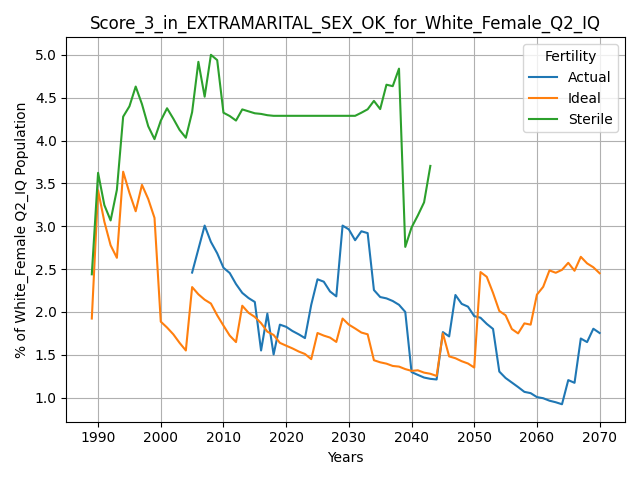 Score_3_in_EXTRAMARITAL_SEX_OK_for_White_Female_Q2_IQ
Fertility
Actual
Ideal
Sterile
% of White_Female Q2_IQ Population
5.0
4.5
4.0
3.5
3.0
2.5
2.0
1.5
1.0
1990 2000 2010 2020 2030 2040 2050 2060 2070
Years